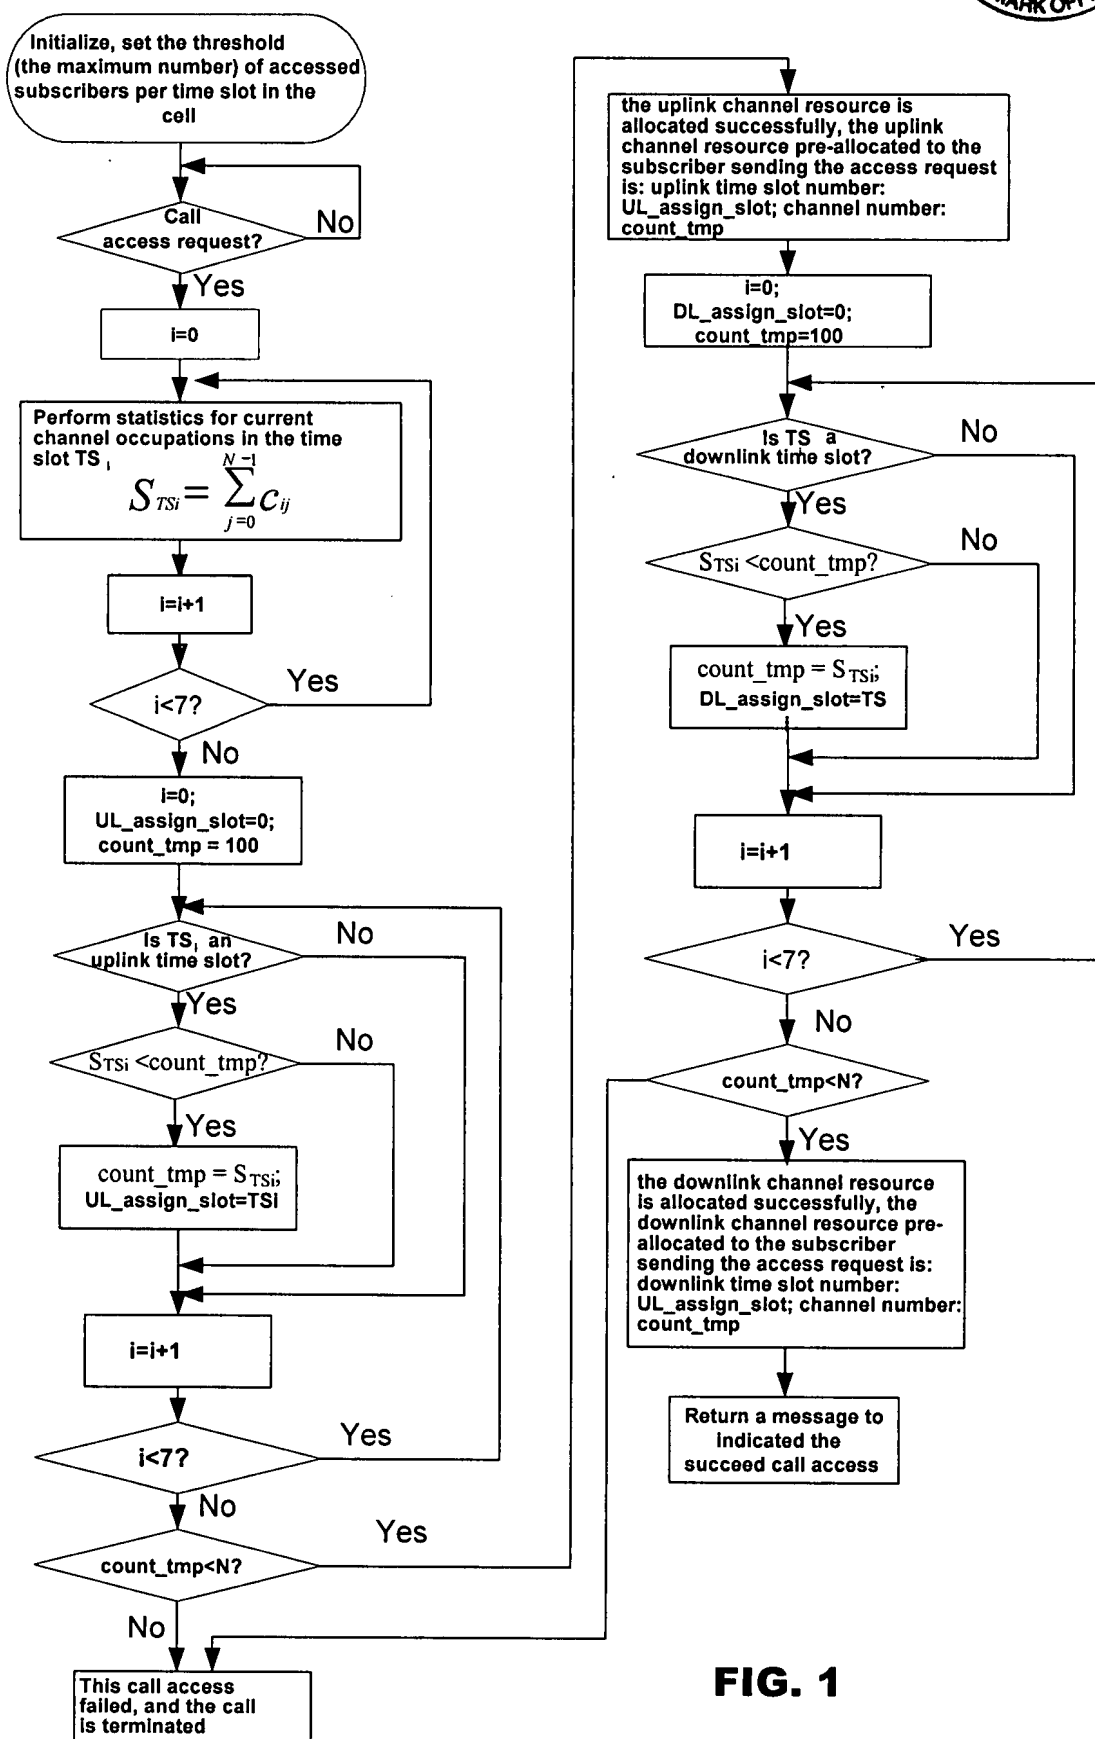 Initialize, set the threshold
(the maximum number) of accessed
subscribers per time slot in the
cell
Call
access request?
No
Yes
i=0
Perform statistics for current
channel occupations in the time
slot TS i
S TSi = N-1 ∑ j=0 c ij
i=i+1
i<7?
Yes
No
i=0;
UL_assign_slot=0;
count_tmp = 100
Is TS i an
uplink time slot?
No
Yes
STSi <count_tmp?
No
Yes
count_tmp = STSi;
UL_assign_slot=TSi
i=i+1
i<7?
Yes
No
count_tmp<N?
Yes
No
This call access
failed, and the call
is terminated
the uplink channel resource is
allocated successfully, the uplink
channel resource pre-allocated to the
subscriber sending the access request
is: uplink time slot number:
UL_assign_slot; channel number:
count_tmp
i=0;
DL_assign_slot=0;
count_tmp=100
Is TS a
downlink time slot?
No
Yes
STSi <count_tmp?
No
Yes
count_tmp = STSi;
DL_assign_slot=TS
i=i+1
i<7?
Yes
No
count_tmp<N?
Yes
the downlink channel resource
is allocated successfully, the
downlink channel resource pre-
allocated to the subscriber
sending the access request is:
downlink time slot number:
UL_assign_slot; channel number:
count_tmp
Return a message to
indicated the
succeed call access
FIG. 1